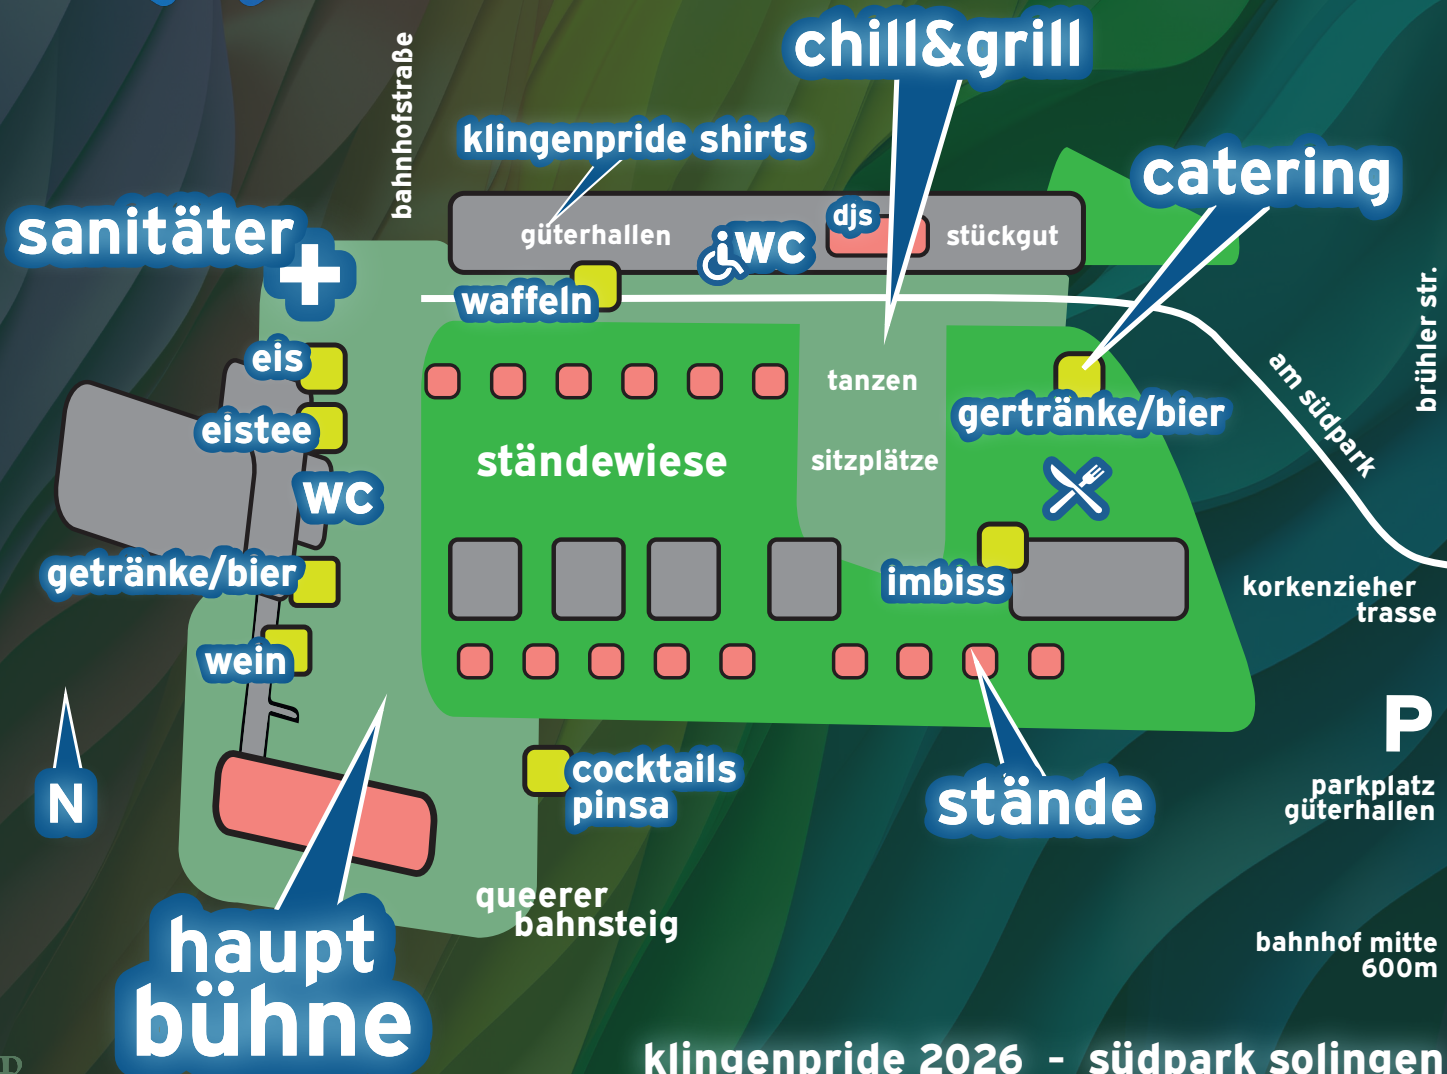 chill&grill
bahnhofstraße
klingenpride shirts
catering
sanitäter
djs
güterhallen
WC
stückgut
waffeln
brühler str.
eis
tanzen
am südpark
eistee
gertränke/bier
ständewiese
sitzplätze
WC
getränke/bier
imbiss
korkenzieher
trasse
wein
P
cocktails
pinsa
N
stände
parkplatz
güterhallen
queerer
bahnsteig
haupt
bühne
bahnhof mitte
600m
klingenpride 2026 - südpark solingen